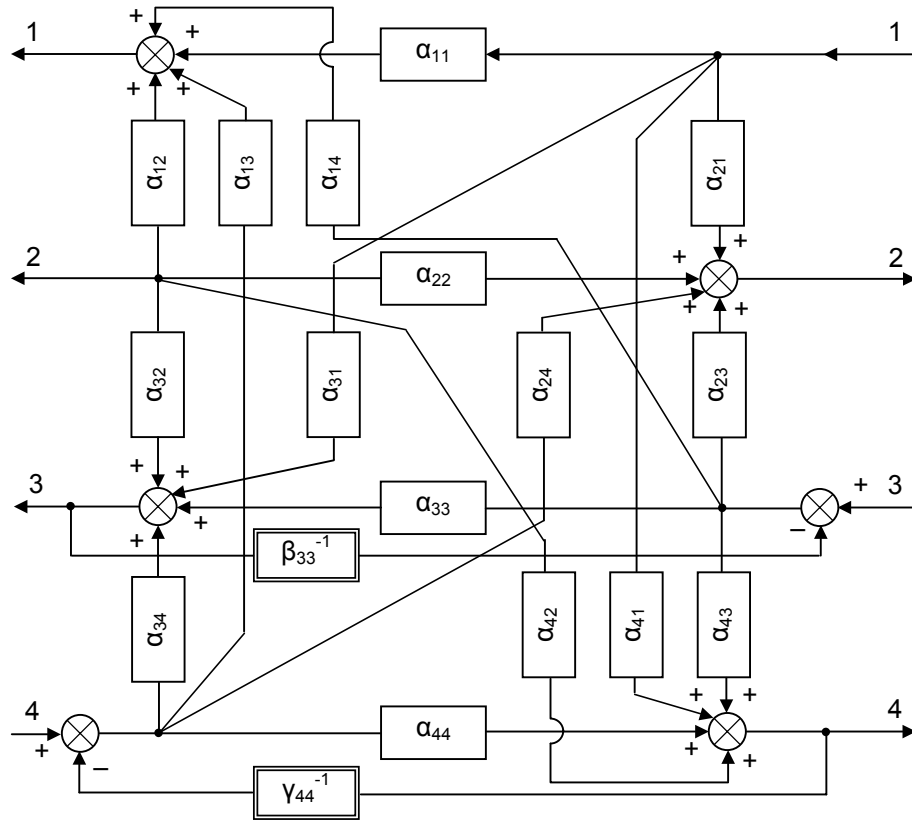 +
1 + α₁₁ 1
+ +
α₁₂ α₁₃ α₁₄ α₂₁
+
2 α₂₂ + 2
+ +
α₃₂ α₃₁ α₂₄ α₂₃
+ +
3 + α₃₃ + 3
+ β₃₃⁻¹ −
α₃₄ α₄₂ α₄₁ α₄₃
+ +
4 4
+ α₄₄ + +
− γ₄₄⁻¹